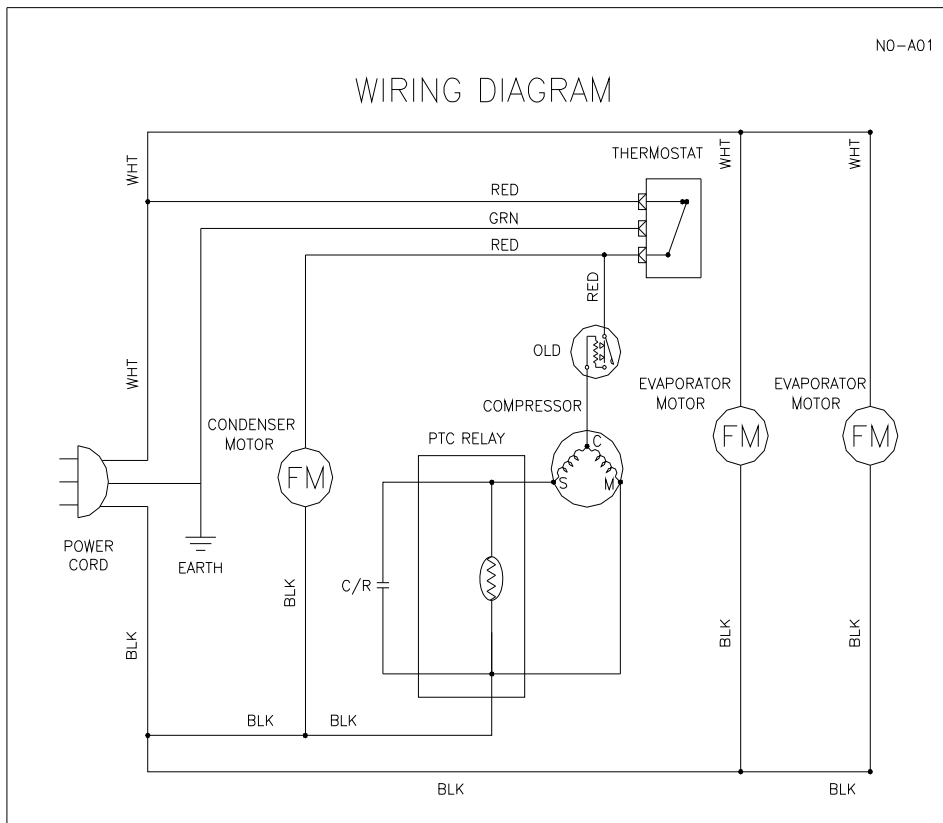 NO-A01
WIRING DIAGRAM
WHT
THERMOSTAT
WHT
WHT
RED
GRN
RED
RED
OLD
WHT
COMPRESSOR
EVAPORATOR
MOTOR
EVAPORATOR
MOTOR
CONDENSER
MOTOR
PTC RELAY
C
FM
FM
FM
S
M
POWER
CORD
EARTH
BLK
C/R
BLK
BLK
BLK
BLK
BLK
BLK
BLK